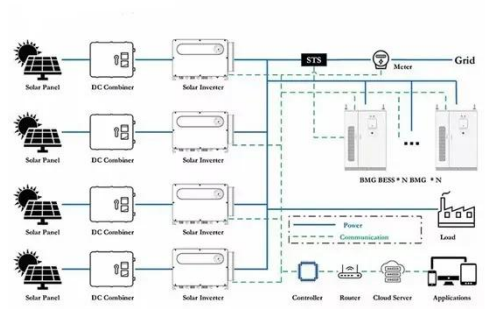 STS
Meter
Grid
Solar Panel DC Combiner Solar Inverter
Solar Panel DC Combiner Solar Inverter
BMG BESS * N BMG * N
Solar Panel DC Combiner Solar Inverter
Power
Communication
Load
Solar Panel DC Combiner Solar Inverter
Controller Router Cloud Server Applications